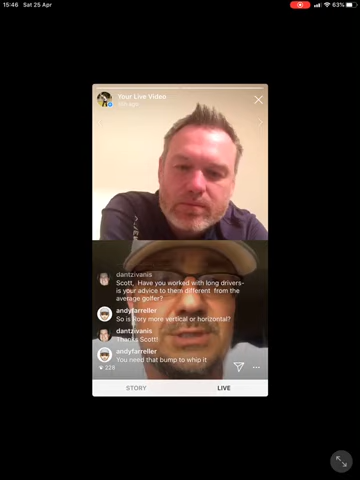 15:46 Sat 25 Apr
63%
Your Live Video
dantzivanis
Scott, Have you worked with long drivers-
is your advice to them different from the
average golfer?
andyfarreller
So is Rory more vertical or horizontal?
dantzivanis
Thanks Scott!
andyfarreller
You need that bump to whip it
228
STORY LIVE